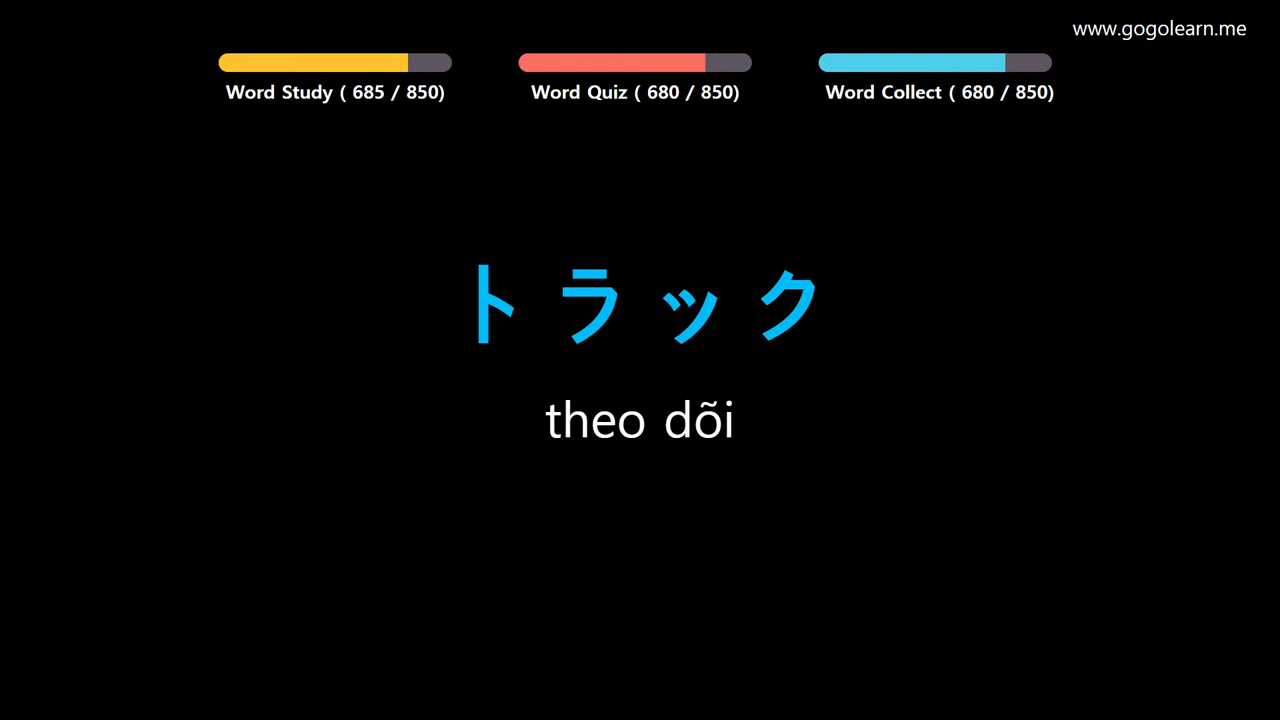 www.gogolearn.me
Word Study ( 685 / 850)
Word Quiz ( 680 / 850)
Word Collect ( 680 / 850)
トラック
theo dõi